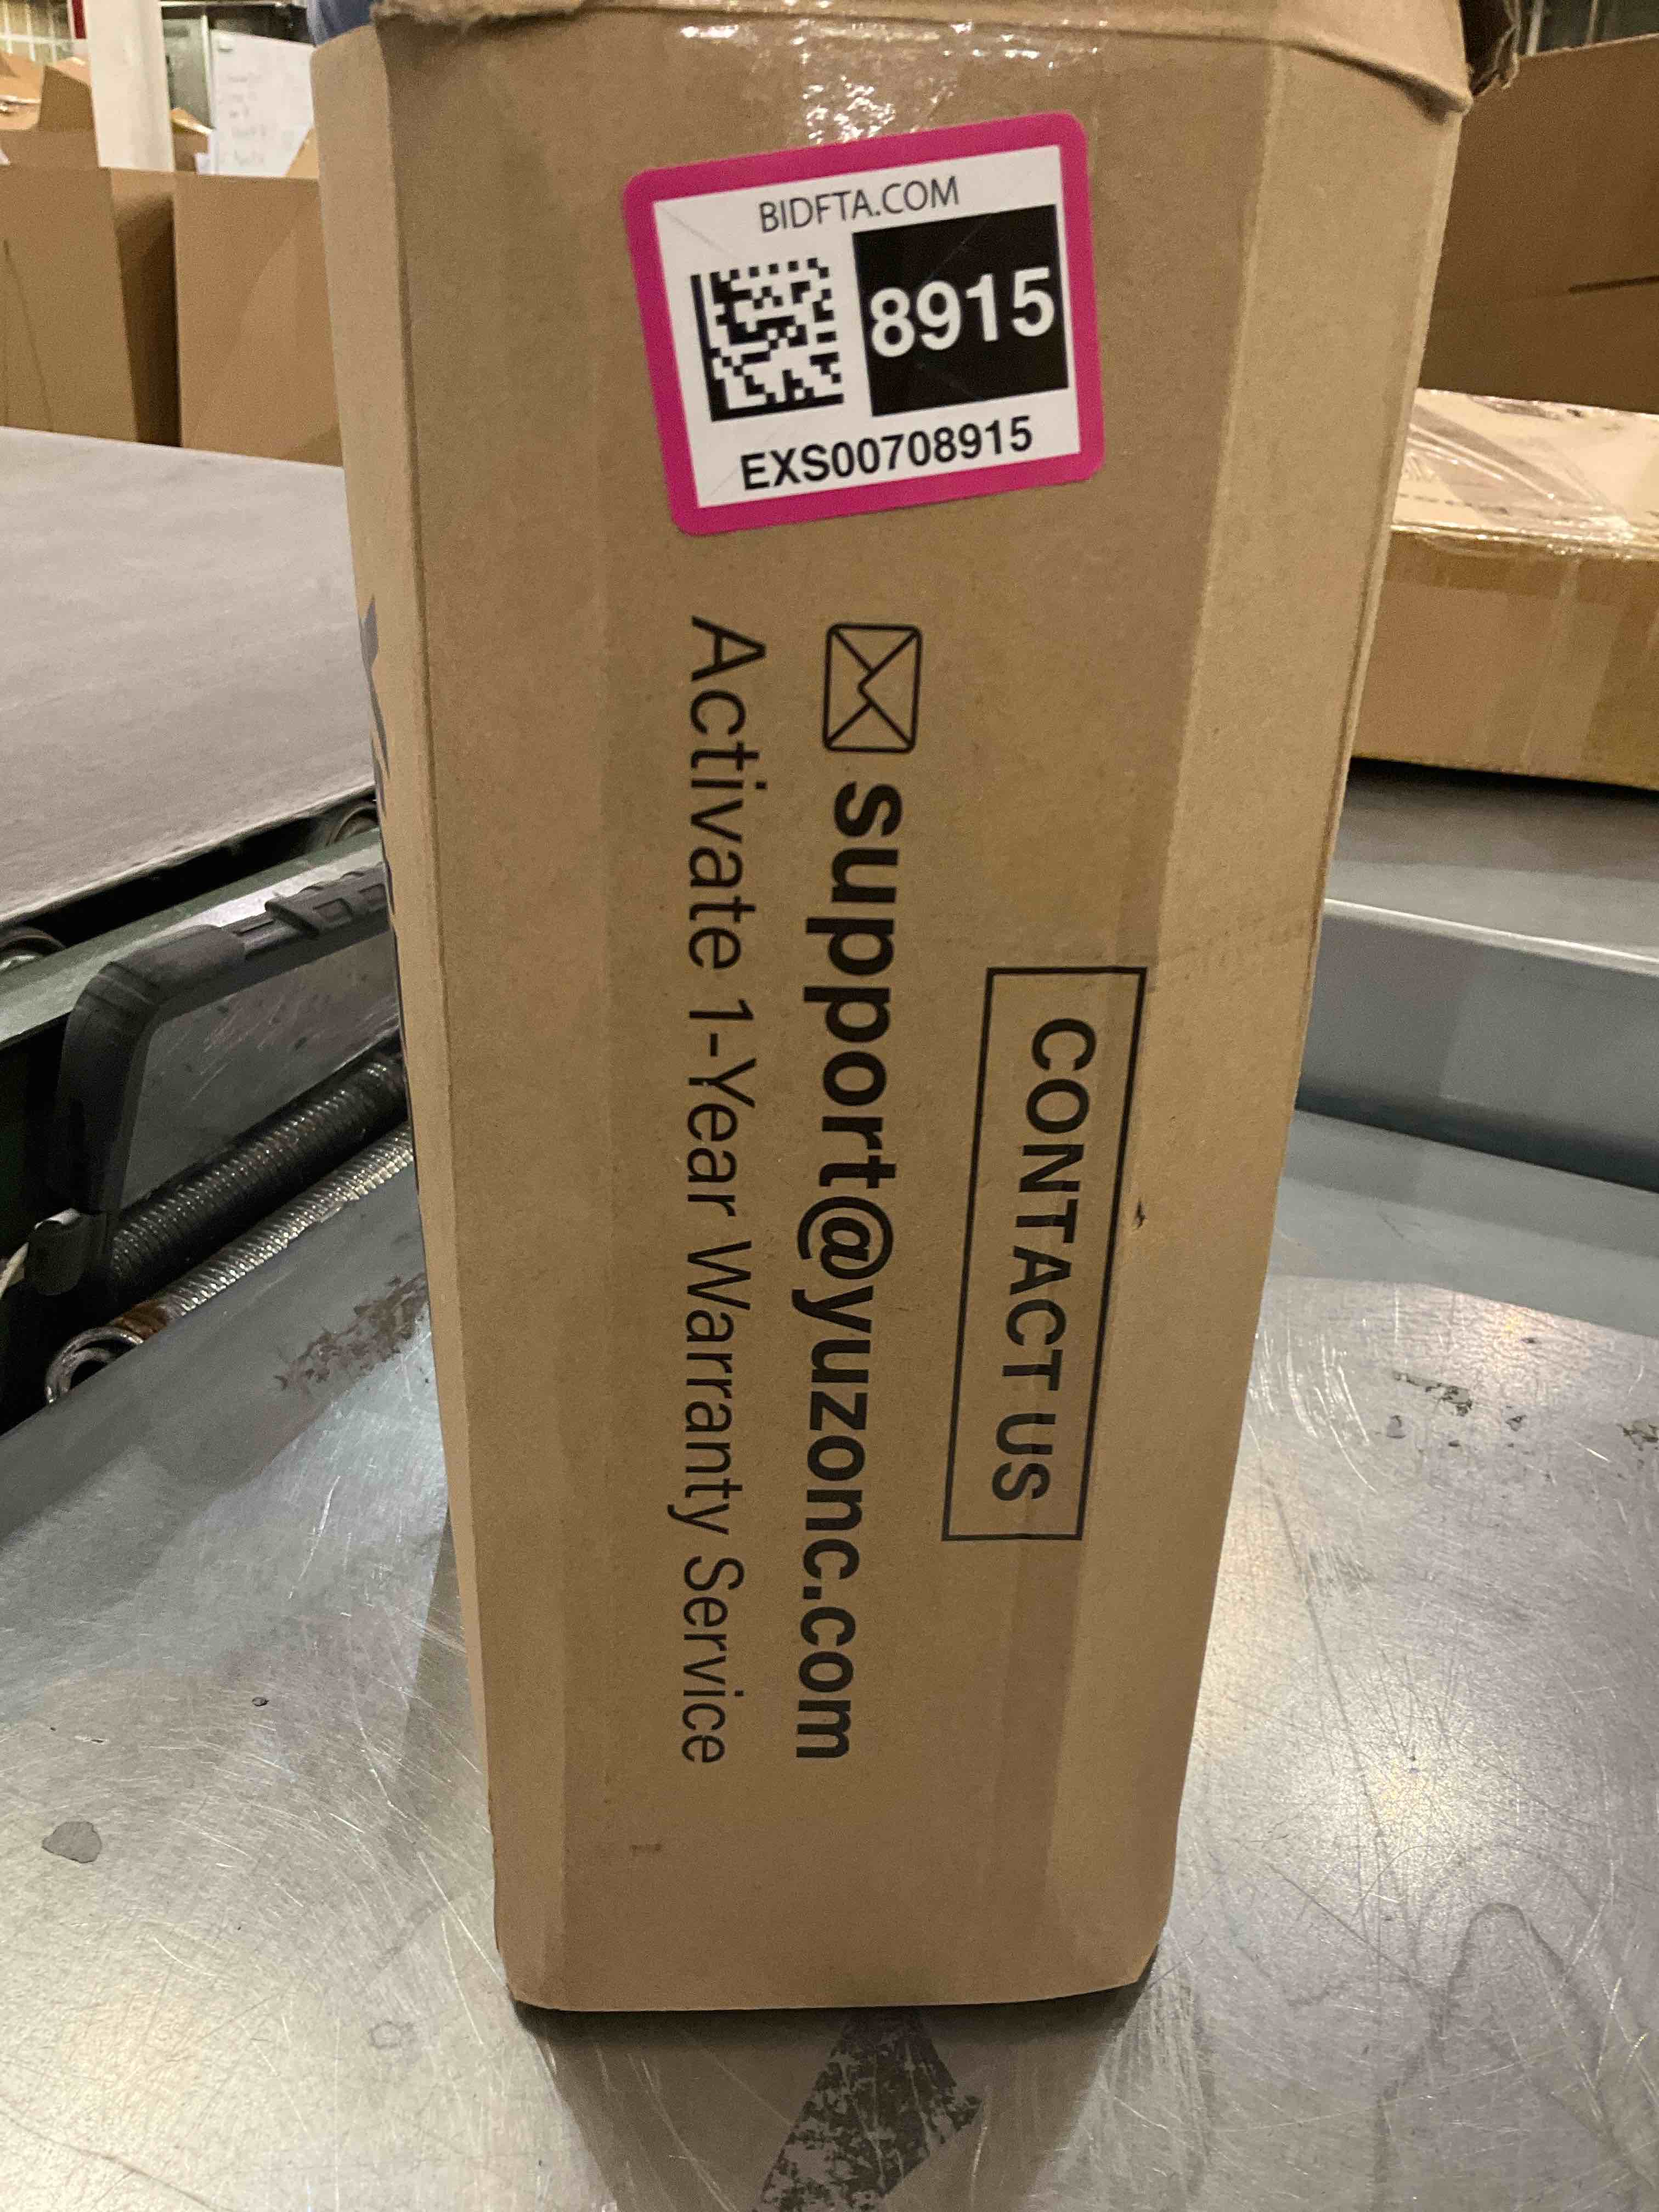 BIDFTA.COM
8915
EXS00708915
CONTACT US
support@yuzonc.com
Activate 1-Year Warranty Service